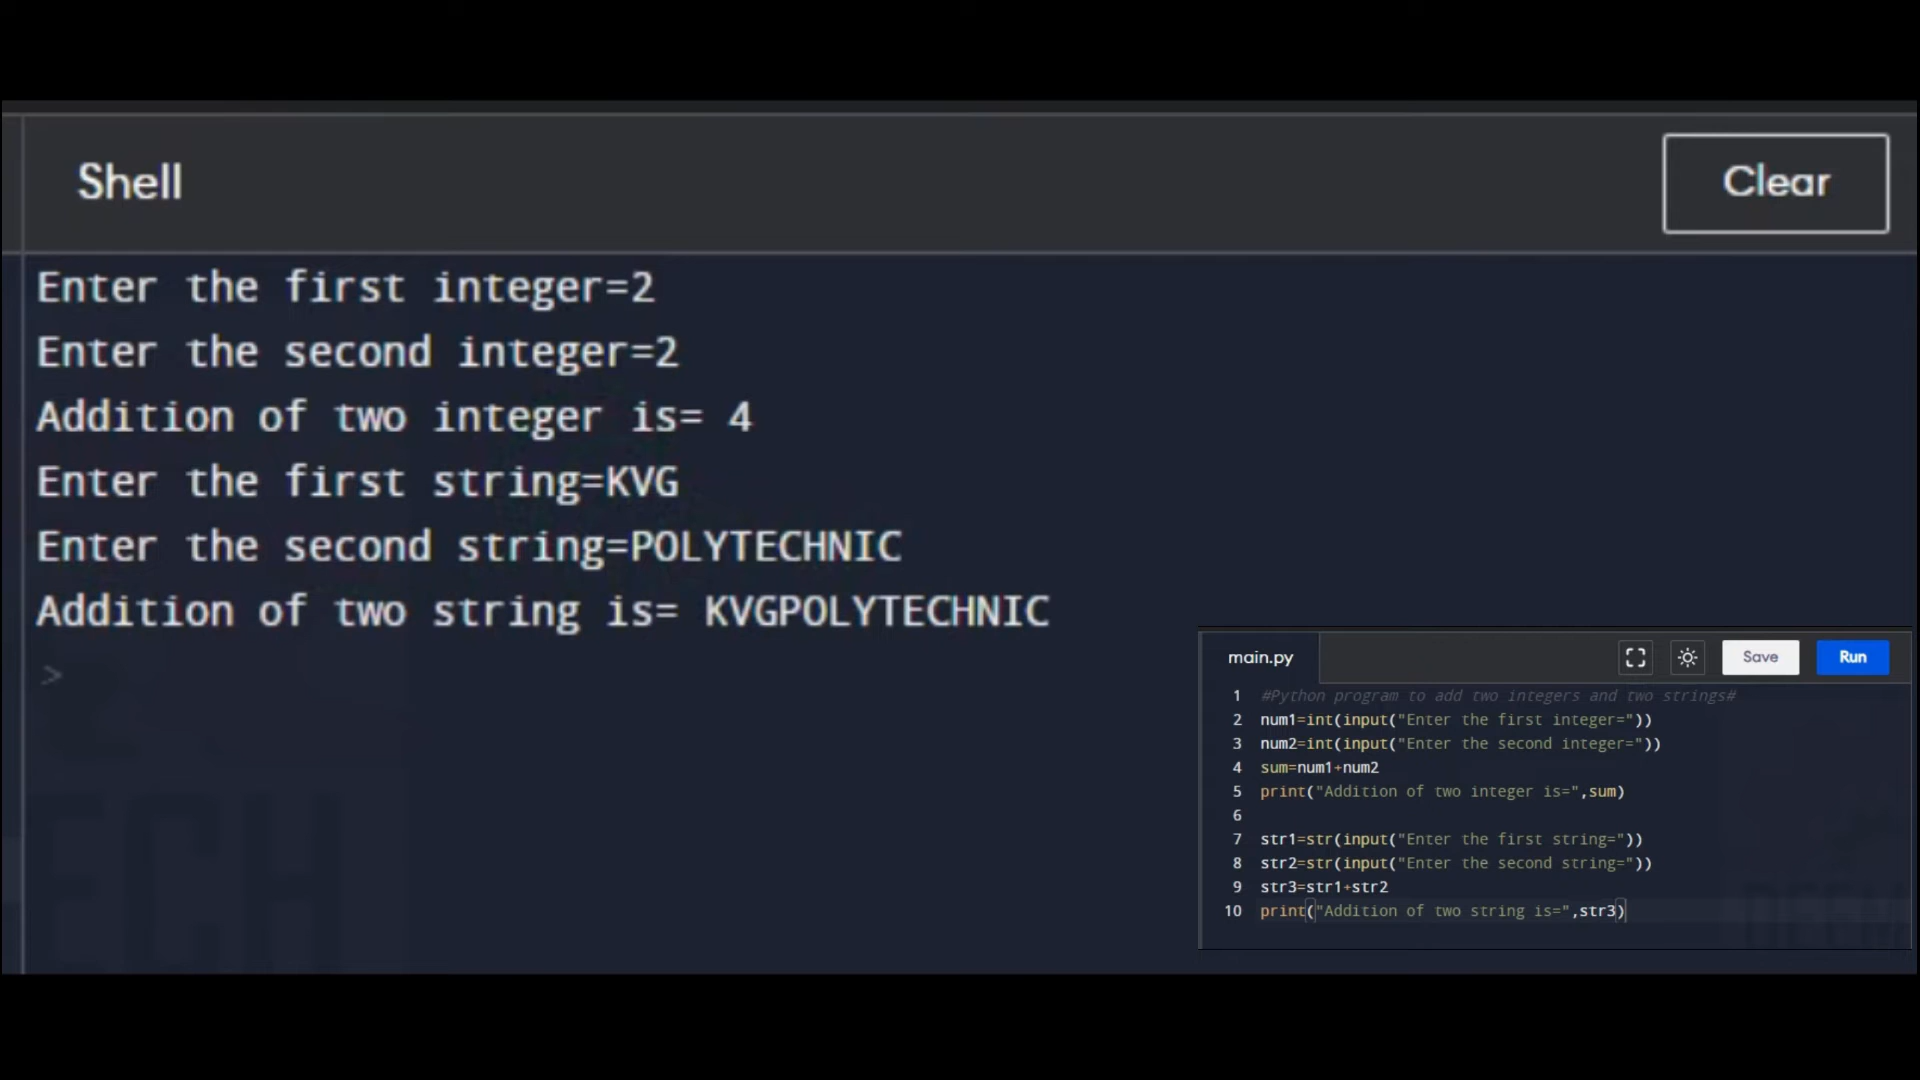 Shell
Clear
Enter the first integer=2
Enter the second integer=2
Addition of two integer is= 4
Enter the first string=KVG
Enter the second string=POLYTECHNIC
Addition of two string is= KVGPOLYTECHNIC
>
main.py
Save
Run
1 #Python program to add two integers and two strings#
2 num1=int(input("Enter the first integer="))
3 num2=int(input("Enter the second integer="))
4 sum=num1+num2
5 print("Addition of two integer is=",sum)
6
7 str1=str(input("Enter the first string="))
8 str2=str(input("Enter the second string="))
9 str3=str1+str2
10 print("Addition of two string is=",str3)